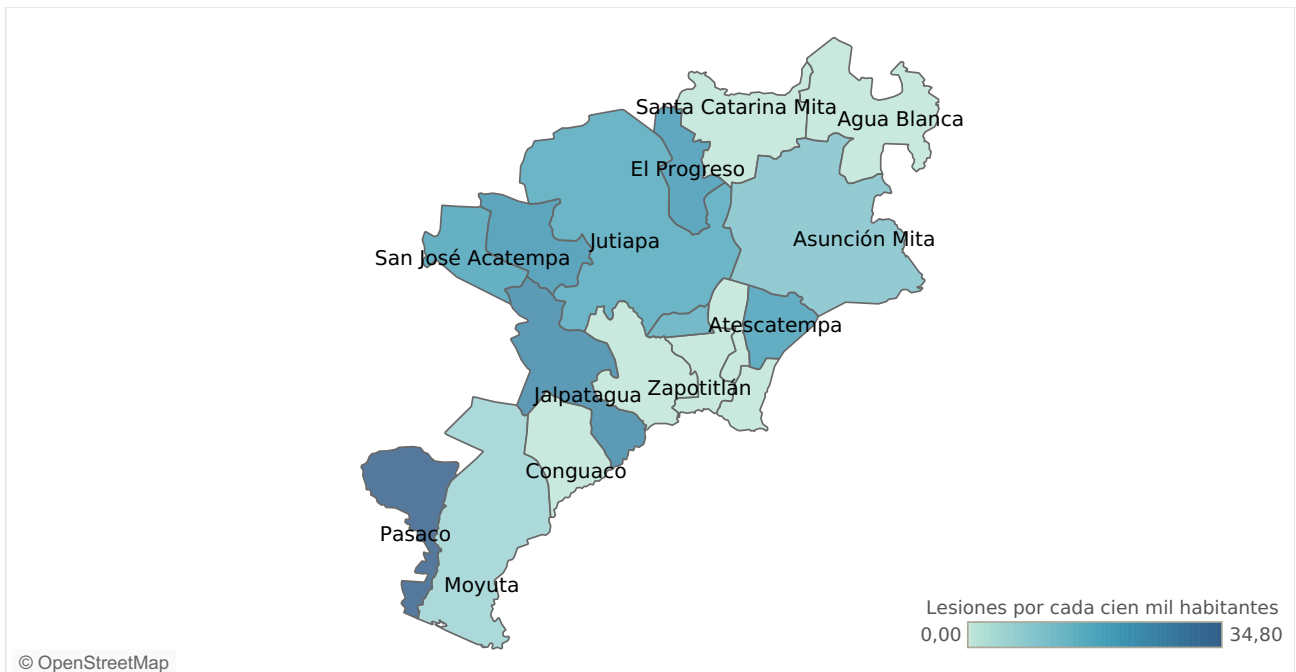 Santa Catarina Mita
Agua Blanca
El Progreso
Jutiapa
Asunción Mita
San José Acatempa
Atescatempa
Jalpatagua
Zapotitlán
Conguaco
Pasaco
Moyuta
Lesiones por cada cien mil habitantes
0,00 34,80
© OpenStreetMap